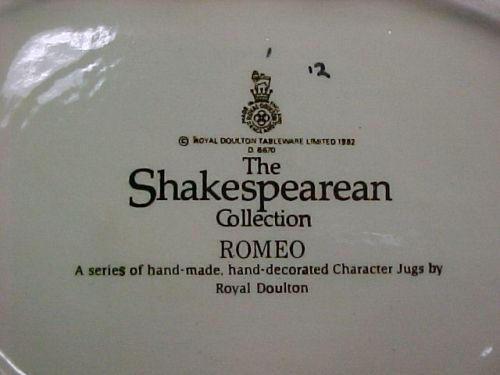 12
© ROYAL DOULTON TABLEWARE LIMITED 1982
D 6670
The
Shakespearean
Collection
ROMEO
A series of hand-made, hand-decorated Character Jugs by
Royal Doulton